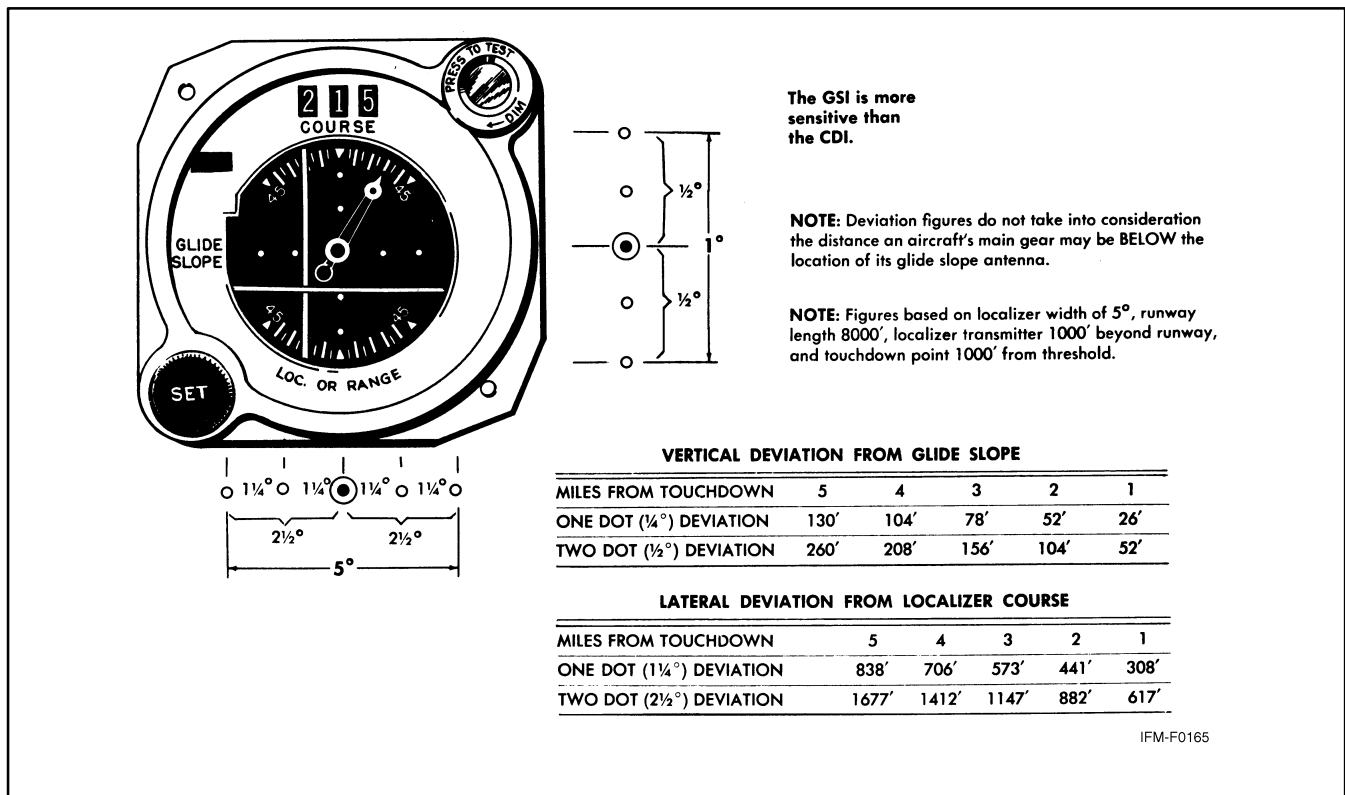 PRESS TO TEST
←DIM
2 1 5
COURSE
45
45
GLIDE
SLOPE
45
45
LOC. OR RANGE
SET
½°
1°
½°
1¼° 1¼° 1¼° 1¼°
2½° 2½°
5°
The GSI is more
sensitive than
the CDI.
NOTE: Deviation figures do not take into consideration
the distance an aircraft's main gear may be BELOW the
location of its glide slope antenna.
NOTE: Figures based on localizer width of 5°, runway
length 8000′, localizer transmitter 1000′ beyond runway,
and touchdown point 1000′ from threshold.
VERTICAL DEVIATION FROM GLIDE SLOPE
MILES FROM TOUCHDOWN 5 4 3 2 1
ONE DOT (¼°) DEVIATION 130′ 104′ 78′ 52′ 26′
TWO DOT (½°) DEVIATION 260′ 208′ 156′ 104′ 52′
LATERAL DEVIATION FROM LOCALIZER COURSE
MILES FROM TOUCHDOWN 5 4 3 2 1
ONE DOT (1¼°) DEVIATION 838′ 706′ 573′ 441′ 308′
TWO DOT (2½°) DEVIATION 1677′ 1412′ 1147′ 882′ 617′
IFM-F0165